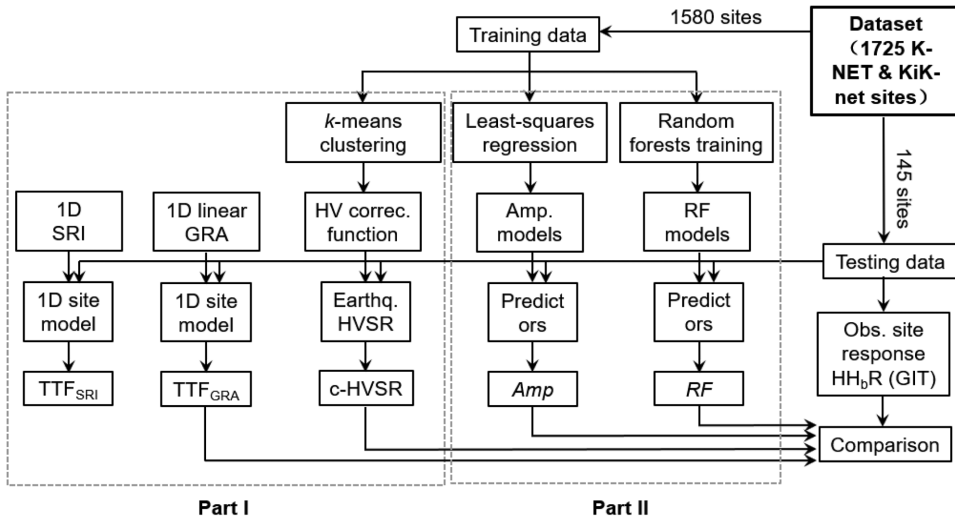 1580 sites
Training data
Dataset
（1725 K-
NET & KiK-
net sites）
k-means
clustering
Least-squares
regression
Random
forests training
145 sites
1D
SRI
1D linear
GRA
HV correc.
function
Amp.
models
RF
models
Testing data
1D site
model
1D site
model
Earthq.
HVSR
Predict
ors
Predict
ors
Obs. site
response
HHbR (GIT)
TTFSRI
TTFGRA
c-HVSR
Amp
RF
Comparison
Part I
Part II